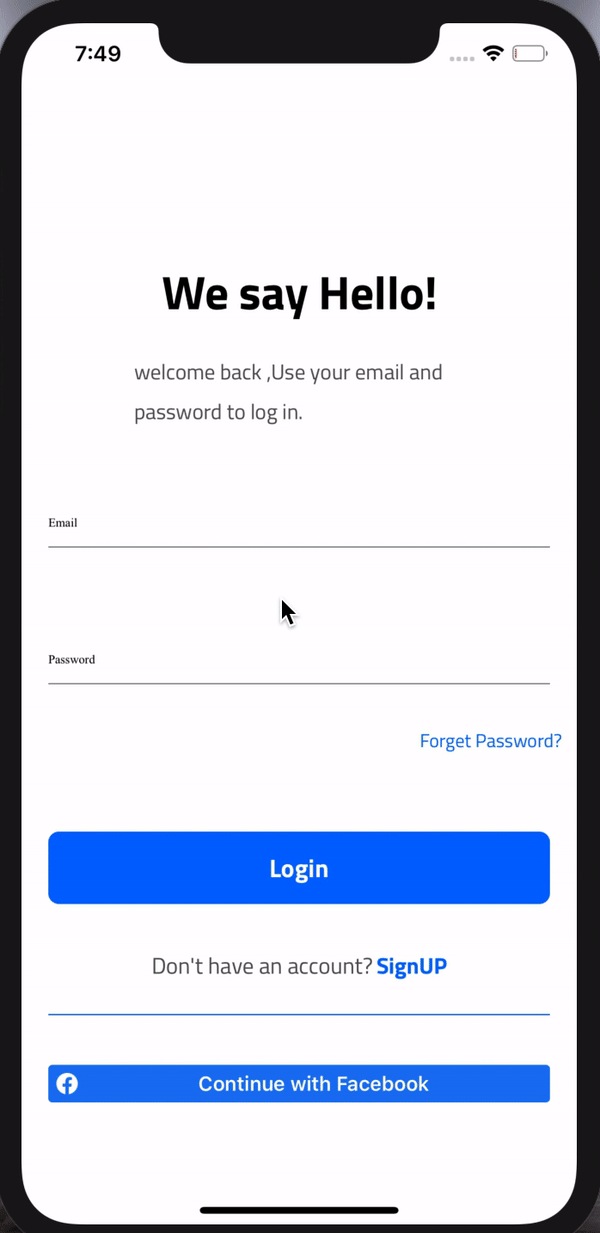 7:49
We say Hello!
welcome back ,Use your email and
password to log in.
Email
Password
Forget Password?
Login
Don't have an account? SignUP
Continue with Facebook